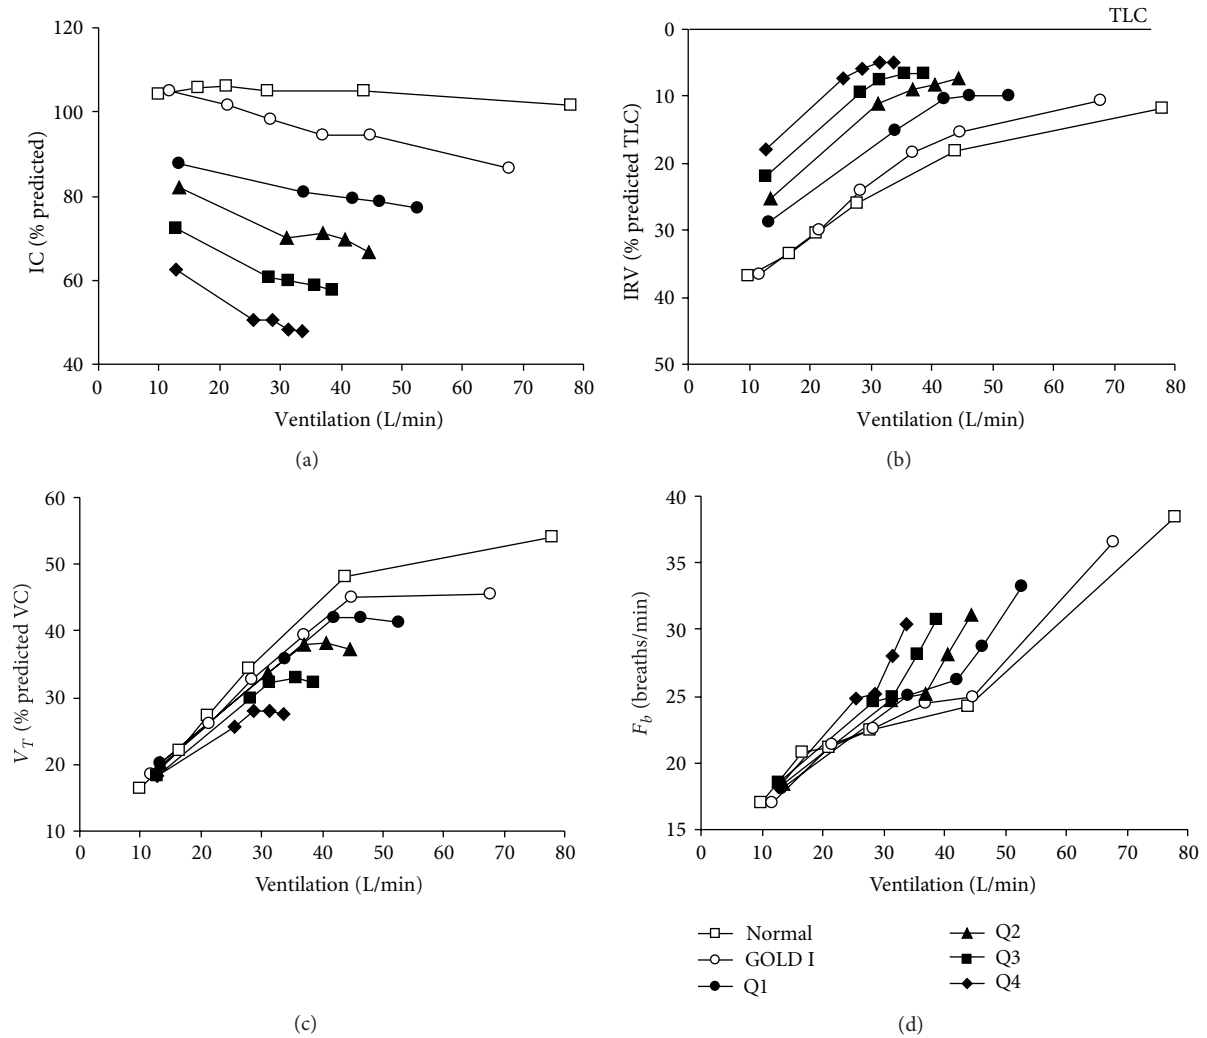 TLC
120
100
80
60
40
IC (% predicted)
0 10 20 30 40 50 60 70 80
Ventilation (L/min)
(a)
0
10
20
30
40
50
IRV (% predicted TLC)
0 10 20 30 40 50 60 70 80
Ventilation (L/min)
(b)
60
50
40
30
20
10
V_T (% predicted VC)
0 10 20 30 40 50 60 70 80
Ventilation (L/min)
(c)
40
35
30
25
20
15
F_b (breaths/min)
0 10 20 30 40 50 60 70 80
Ventilation (L/min)
Normal
GOLD I
Q1
Q2
Q3
Q4
(d)